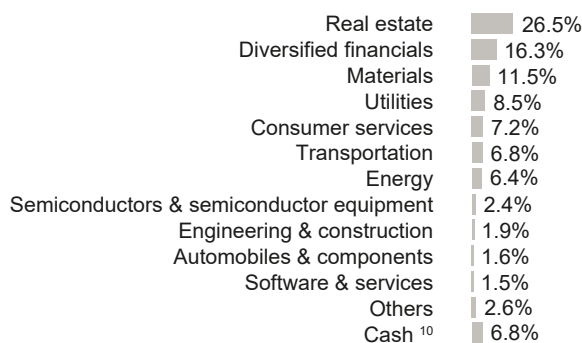 Real estate 26.5%
Diversified financials 16.3%
Materials 11.5%
Utilities 8.5%
Consumer services 7.2%
Transportation 6.8%
Energy 6.4%
Semiconductors & semiconductor equipment 2.4%
Engineering & construction 1.9%
Automobiles & components 1.6%
Software & services 1.5%
Others 2.6%
Cash ¹⁰ 6.8%